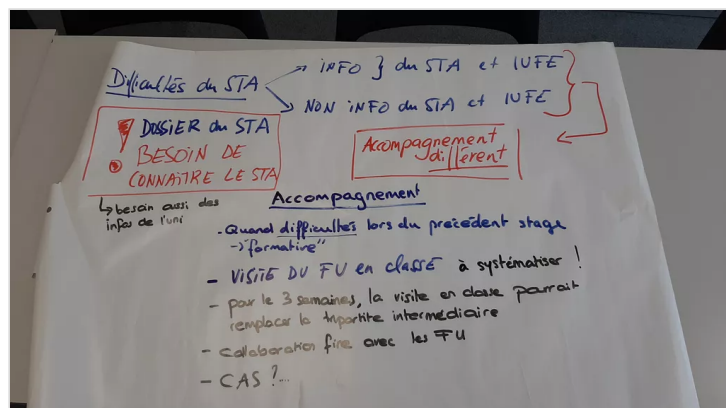 Difficultés du STA
→ INFO } du STA et IUFE
→ NON INFO du STA et IUFE
! DOSSIER du STA
BESOIN DE
CONNAÎTRE LE STA
Accompagnement
différent
↳ besoin aussi des
infos de l'uni
Accompagnement
- Quand difficultés lors du précédent stage
→ "formative"
- VISITE DU FU en classe à systématiser !
- pour le 3 semaines, la visite en classe pourrait
remplacer la tripartite intermédiaire
- collaboration fine avec les FU
- CAS ?...